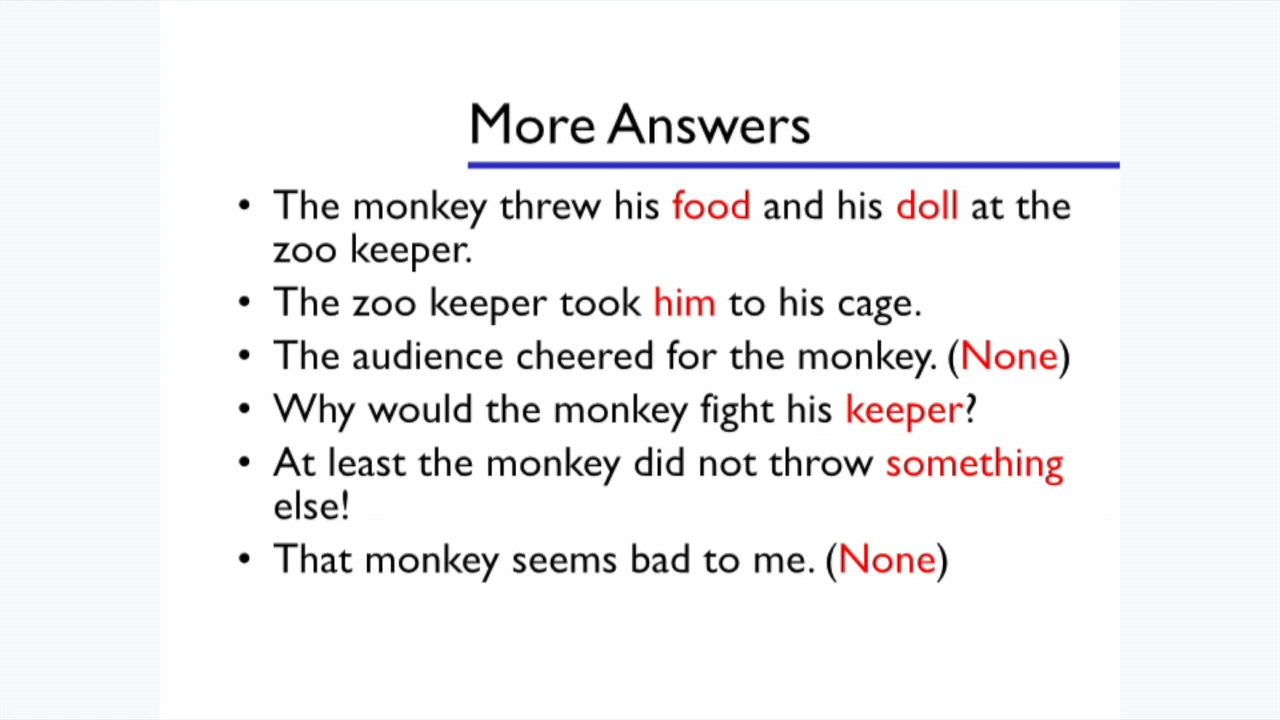 More Answers
• The monkey threw his food and his doll at the
zoo keeper.
• The zoo keeper took him to his cage.
• The audience cheered for the monkey. (None)
• Why would the monkey fight his keeper?
• At least the monkey did not throw something
else!
• That monkey seems bad to me. (None)